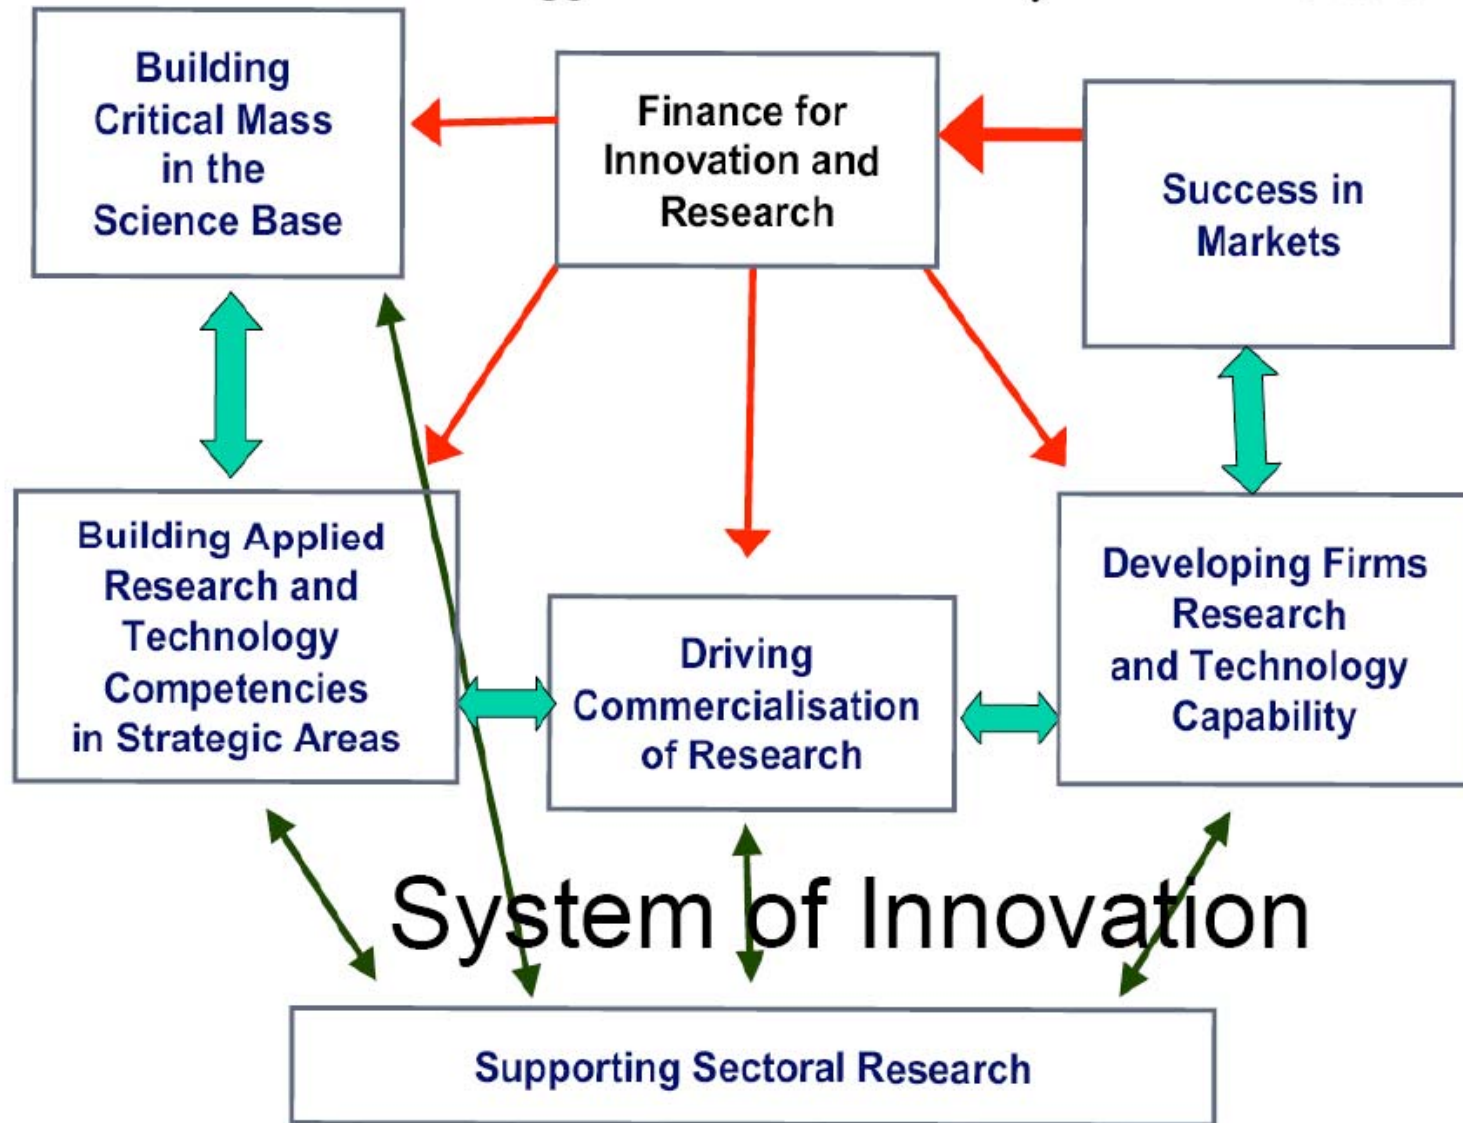 Building
Critical Mass
in the
Science Base
Finance for
Innovation and
Research
Success in
Markets
Building Applied
Research and
Technology
Competencies
in Strategic Areas
Driving
Commercialisation
of Research
Developing Firms
Research
and Technology
Capability
System of Innovation
Supporting Sectoral Research